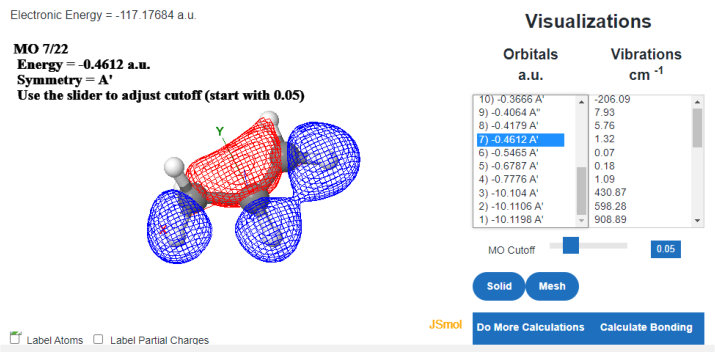 Electronic Energy = -117.17684 a.u.
MO 7/22
Energy = -0.4612 a.u.
Symmetry = A'
Use the slider to adjust cutoff (start with 0.05)
Y
X
JSmol
Label Atoms
Label Partial Charges
Visualizations
Orbitals
a.u.
Vibrations
cm -1
10) -0.3666 A'
9) -0.4064 A"
8) -0.4179 A'
7) -0.4612 A'
6) -0.5465 A'
5) -0.6787 A'
4) -0.7776 A'
3) -10.104 A'
2) -10.1106 A'
1) -10.1198 A'
-206.09
7.93
5.76
1.32
0.07
0.18
1.09
430.87
598.28
908.89
MO Cutoff
0.05
Solid
Mesh
Do More Calculations
Calculate Bonding